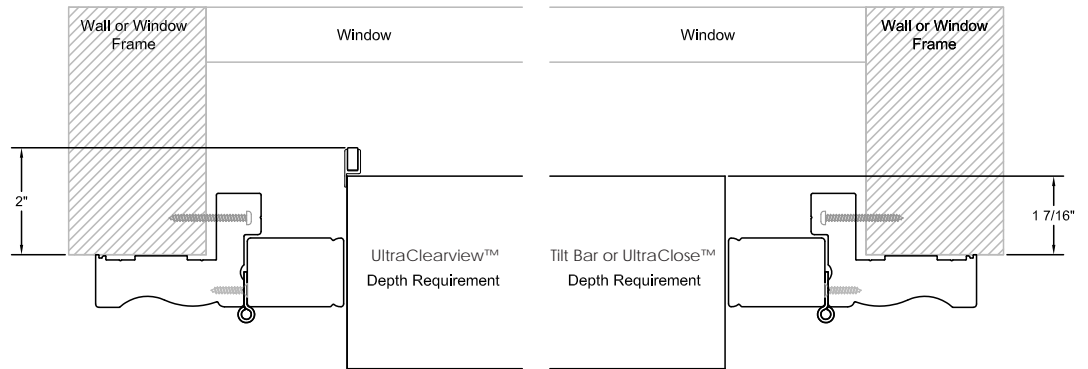 Wall or Window
Frame
Window
Window
Wall or Window
Frame
2"
1 7/16"
UltraClearview™
Depth Requirement
Tilt Bar or UltraClose™
Depth Requirement